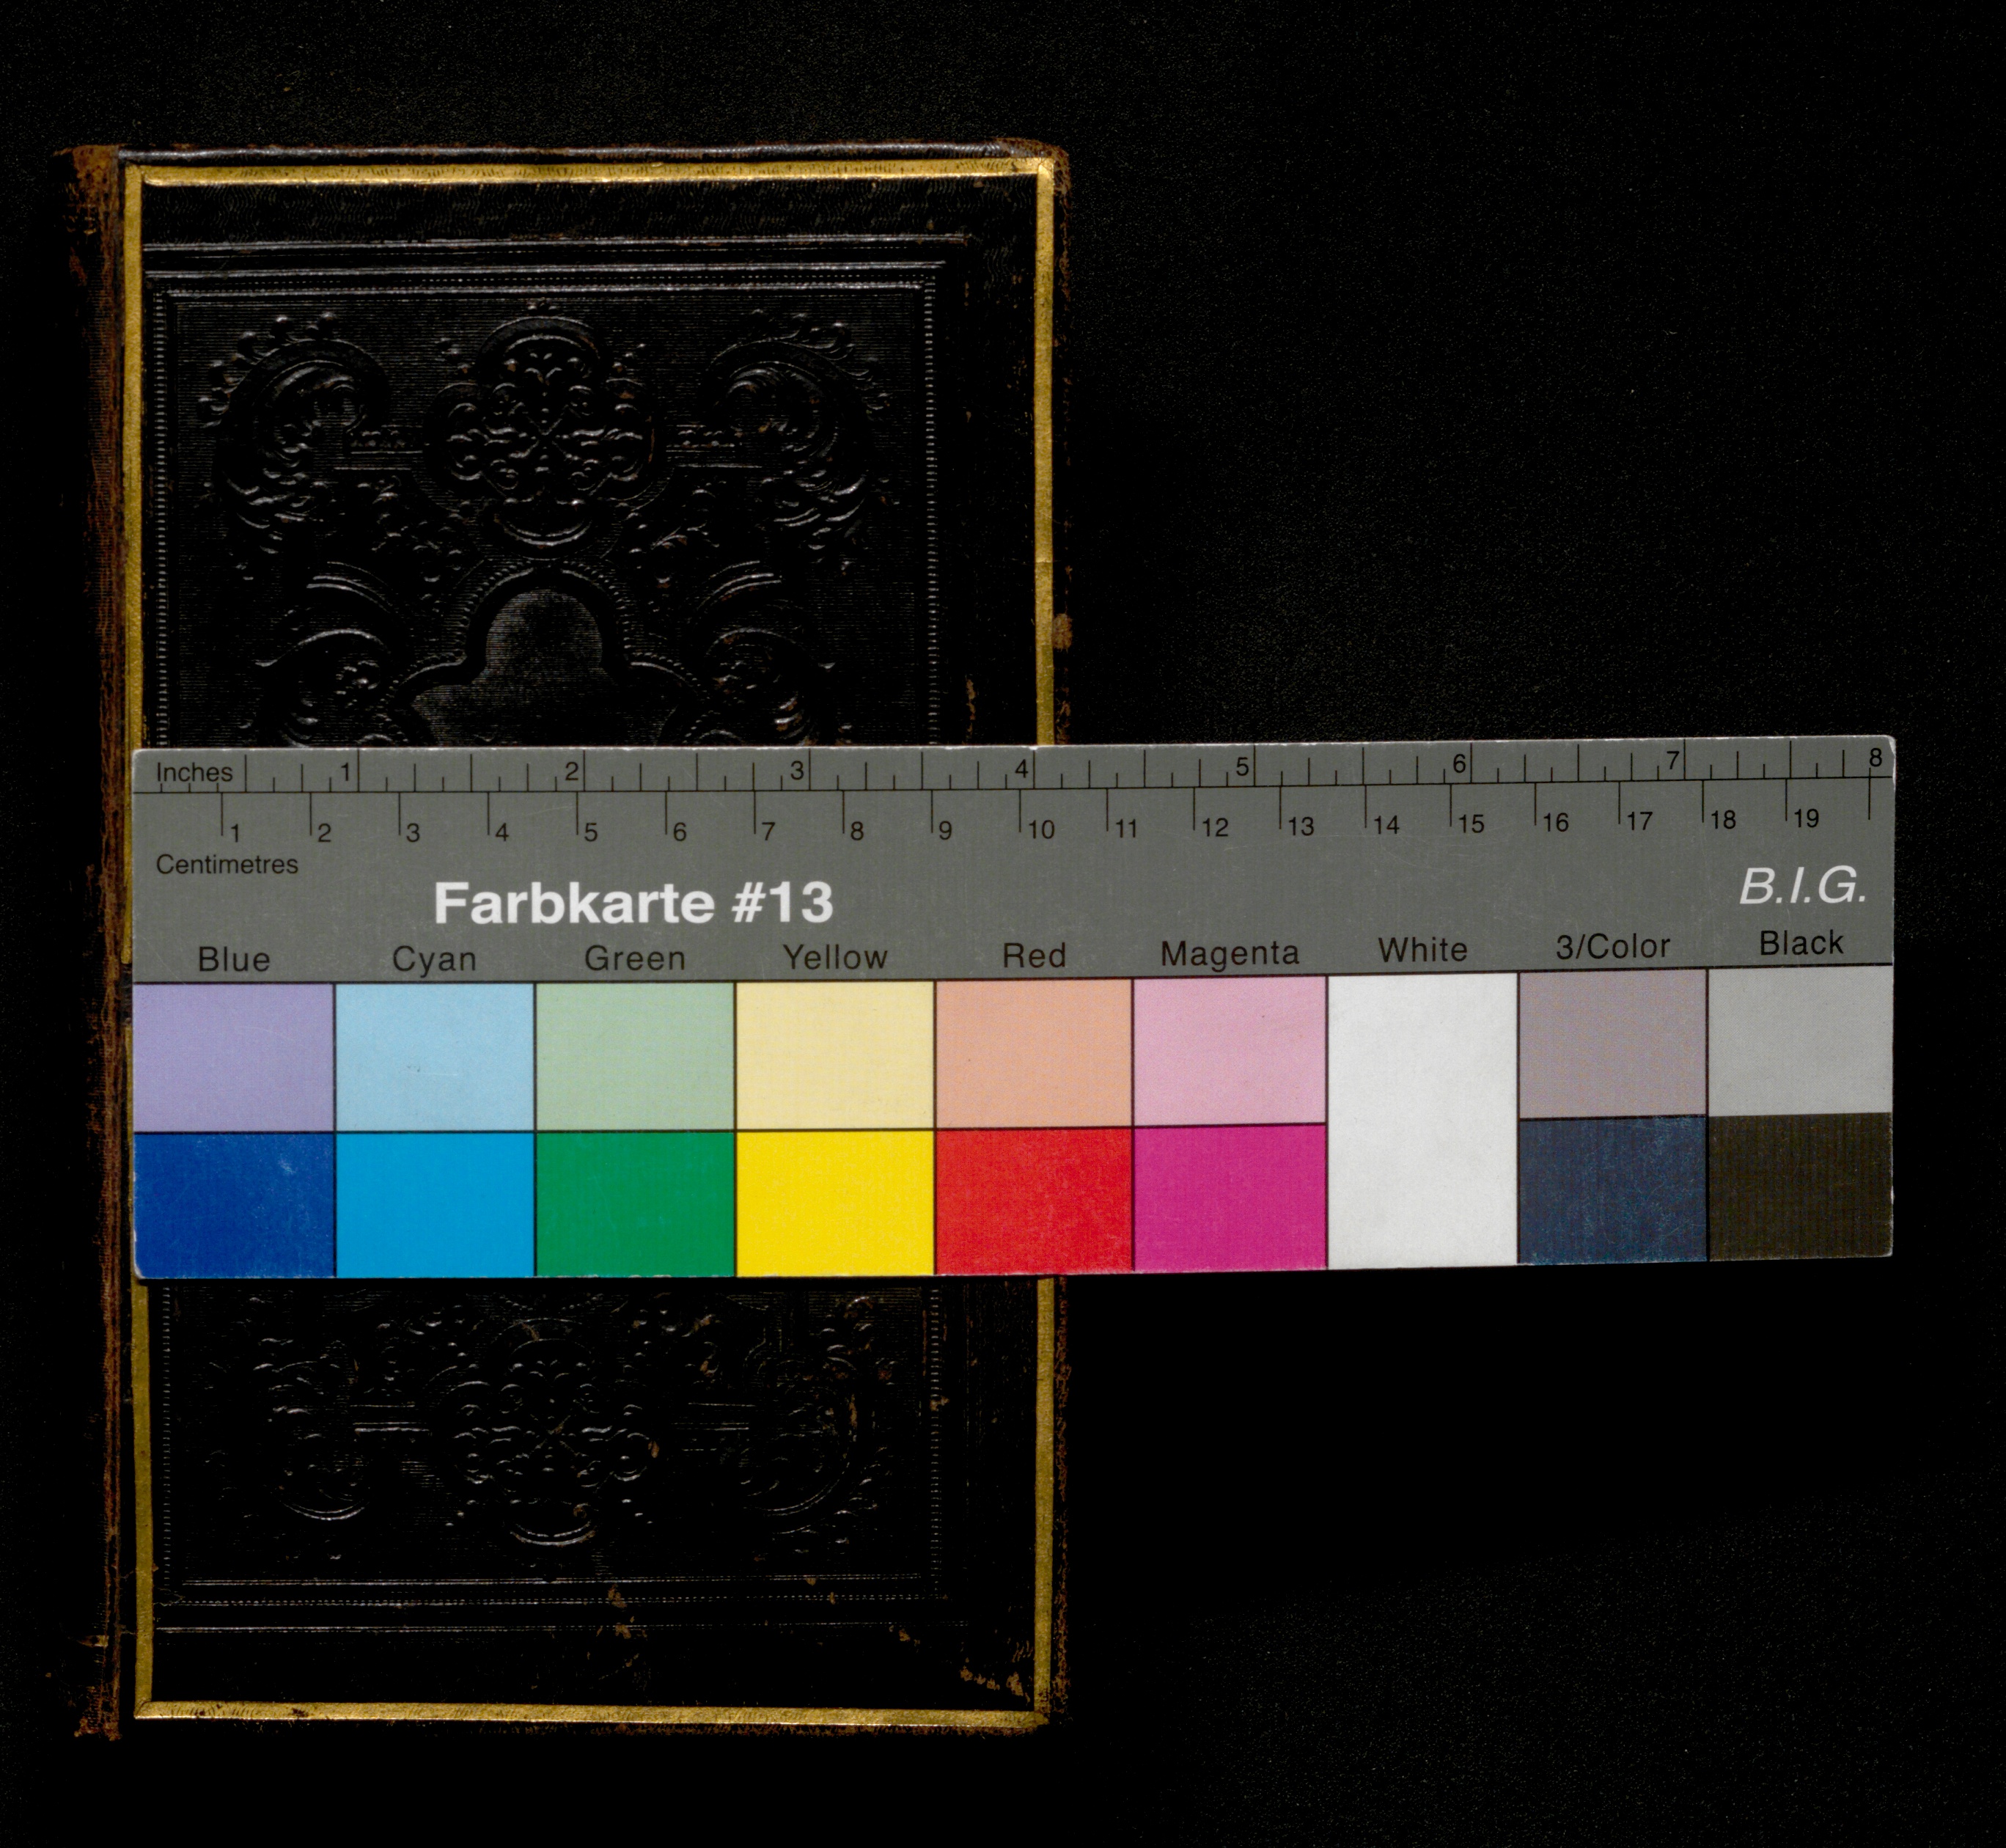 Inches 1 2 3 4 5 6 7 8
1 2 3 4 5 6 7 8 9 10 11 12 13 14 15 16 17 18 19
Centimetres
Farbkarte #13 B.I.G.
Blue Cyan Green Yellow Red Magenta White 3/Color Black